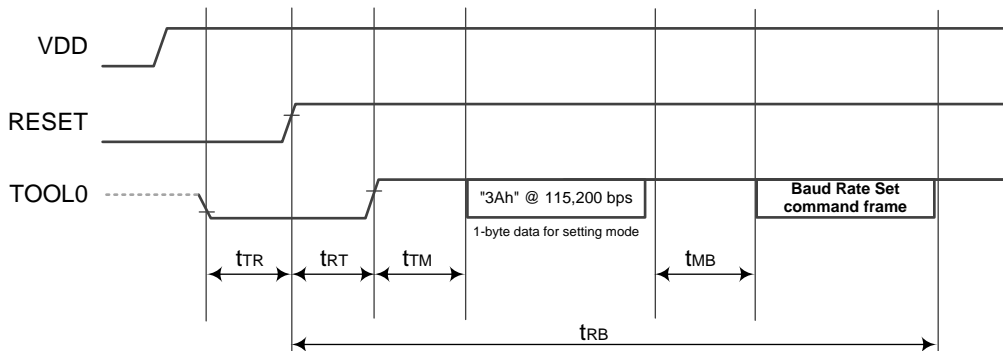 VDD
RESET
TOOL0
"3Ah" @ 115,200 bps
1-byte data for setting mode
Baud Rate Set
command frame
tTR
tRT
tTM
tMB
tRB